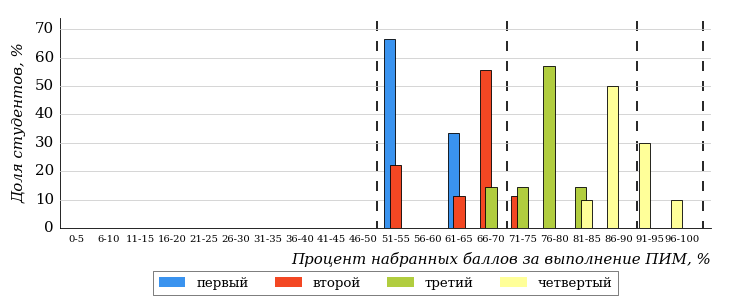 Доля студентов, %
70
60
50
40
30
20
10
0
0-5 6-10 11-15 16-20 21-25 26-30 31-35 36-40 41-45 46-50 51-55 56-60 61-65 66-70 71-75 76-80 81-85 86-90 91-95 96-100
Процент набранных баллов за выполнение ПИМ, %
первый второй третий четвертый